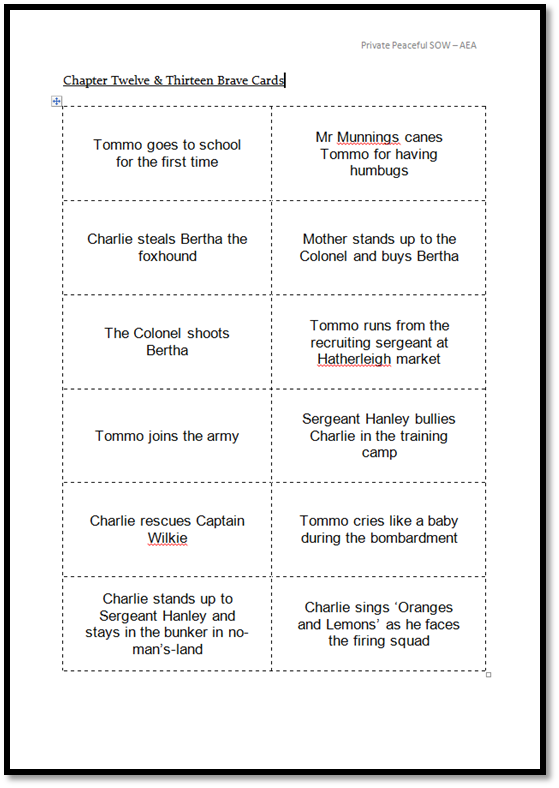 Private Peaceful SOW – AEA
Chapter Twelve & Thirteen Brave Cards
Tommo goes to school
for the first time
Mr Munnings canes
Tommo for having
humbugs
Charlie steals Bertha the
foxhound
Mother stands up to the
Colonel and buys Bertha
The Colonel shoots
Bertha
Tommo runs from the
recruiting sergeant at
Hatherleigh market
Tommo joins the army
Sergeant Hanley bullies
Charlie in the training
camp
Charlie rescues Captain
Wilkie
Tommo cries like a baby
during the bombardment
Charlie stands up to
Sergeant Hanley and
stays in the bunker in no-
man’s-land
Charlie sings ‘Oranges
and Lemons’ as he faces
the firing squad